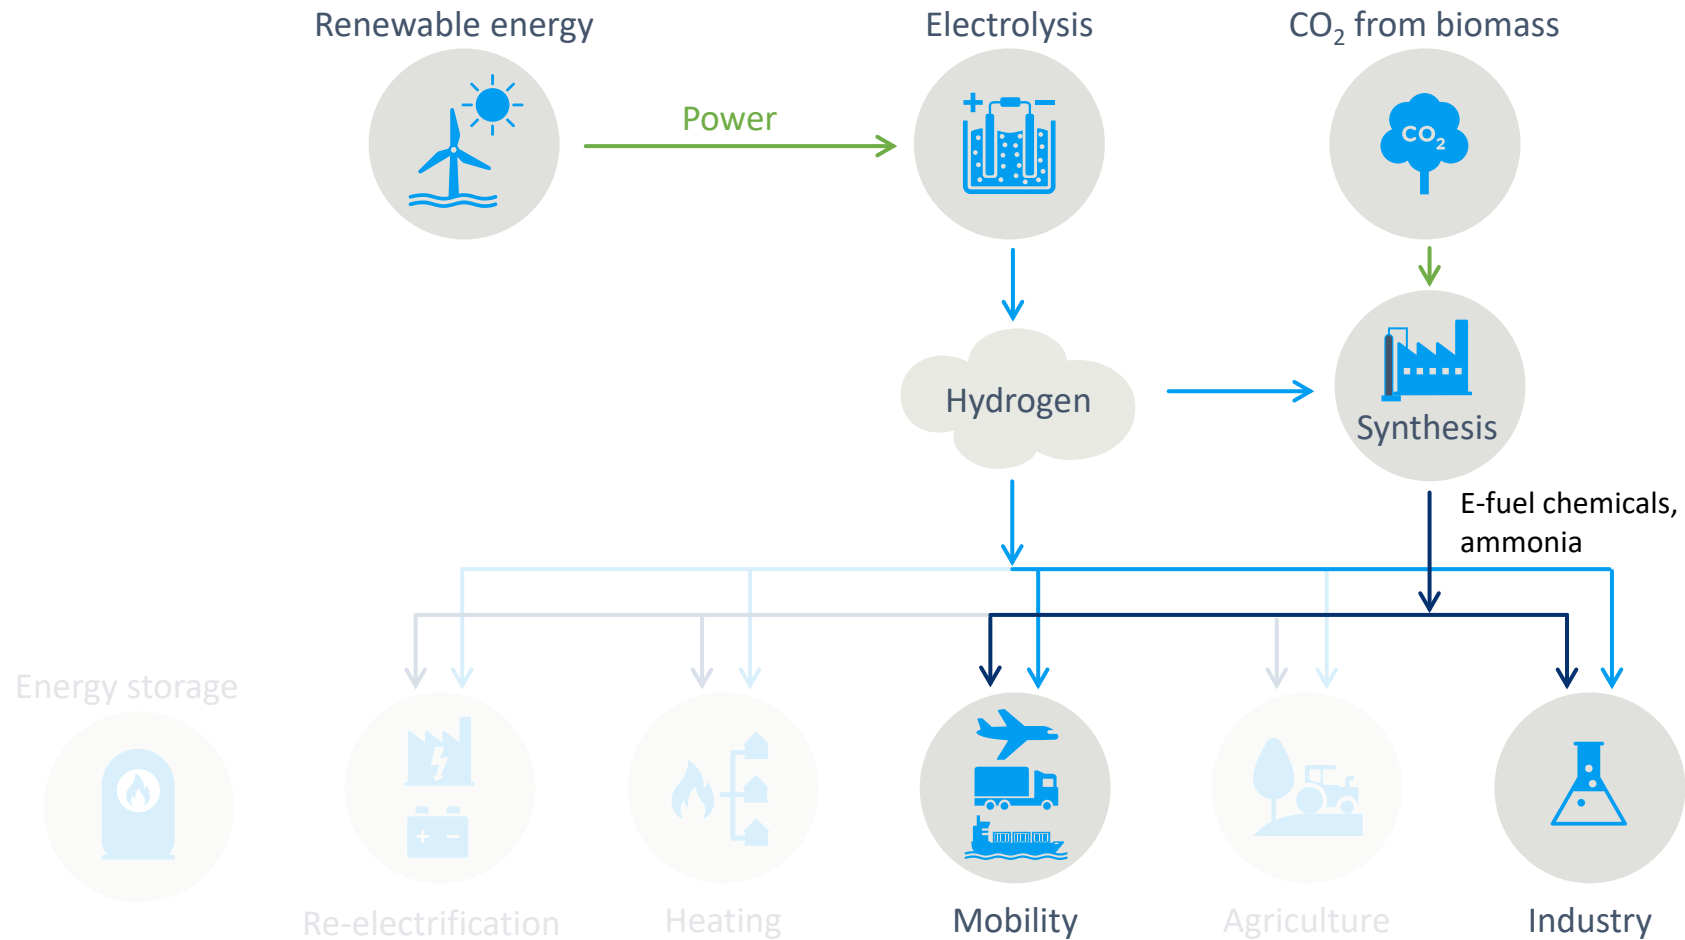 Renewable energy
Electrolysis
CO₂ from biomass
Power
+ −
CO₂
Hydrogen
Synthesis
E-fuel chemicals,
ammonia
Energy storage
+ −
Re-electrification
Heating
Mobility
Agriculture
Industry